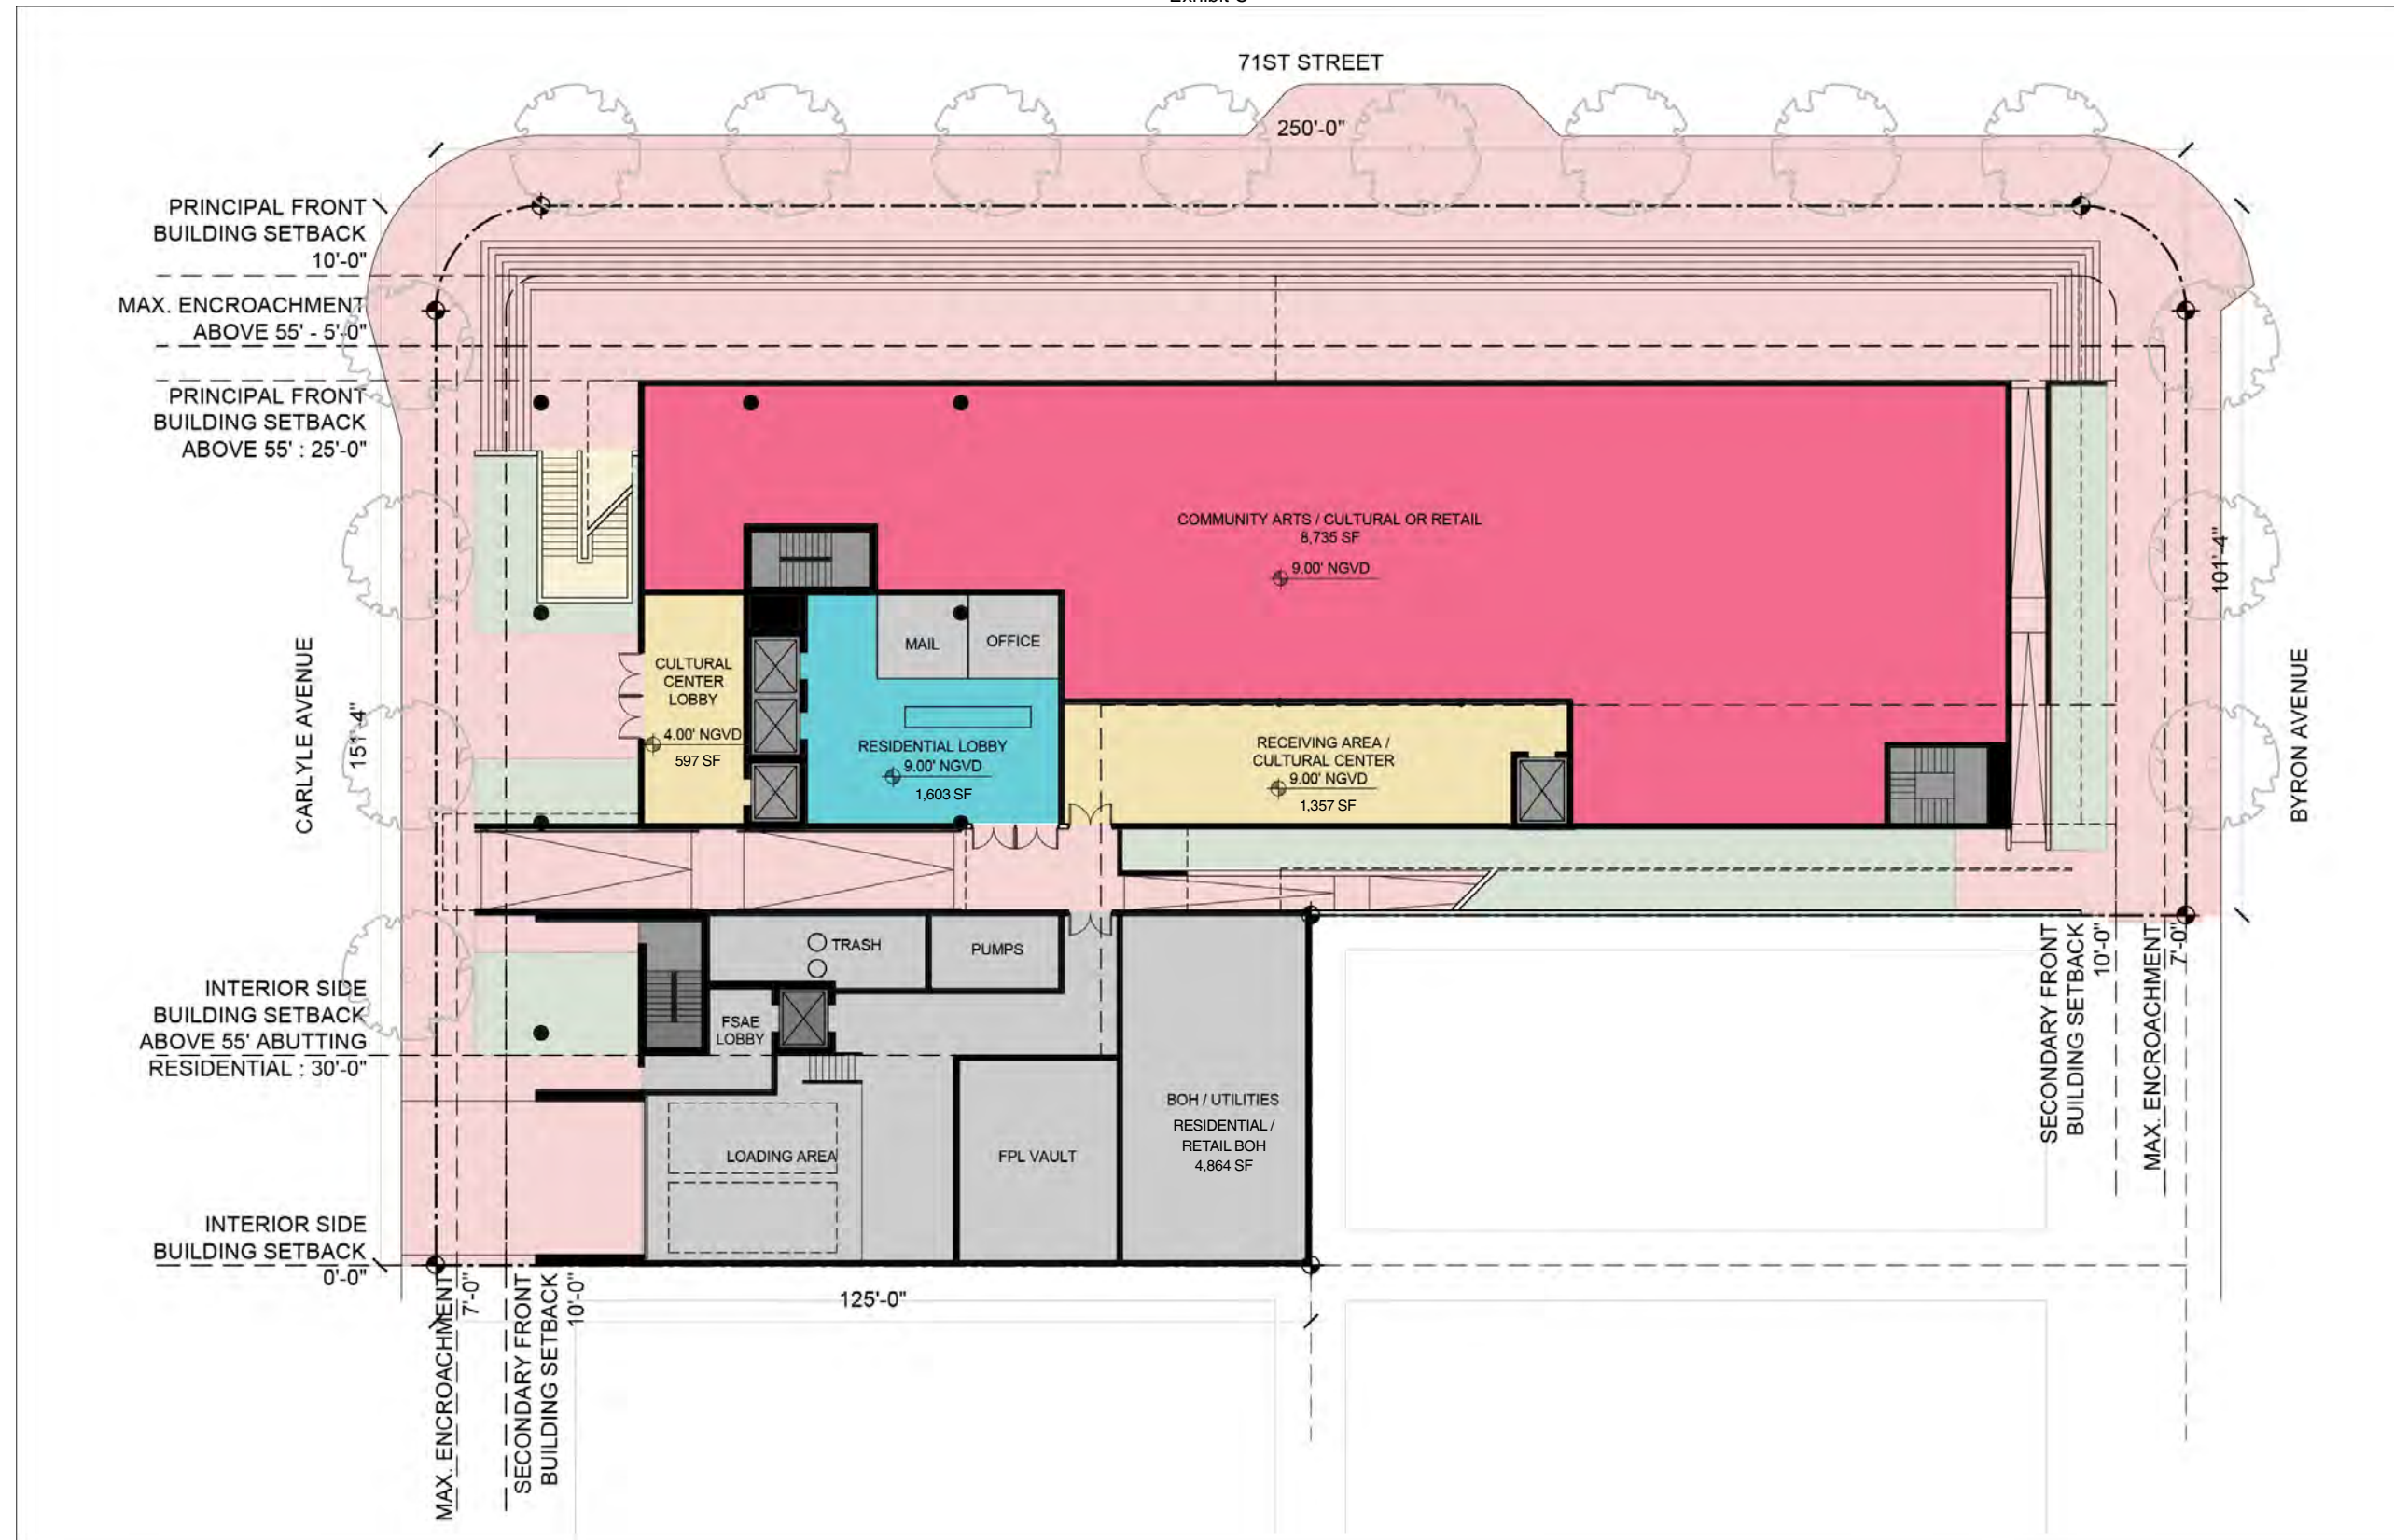 71ST STREET
250'-0"
PRINCIPAL FRONT
BUILDING SETBACK
10'-0"
MAX. ENCROACHMENT
ABOVE 55' - 5'-0"
PRINCIPAL FRONT
BUILDING SETBACK
ABOVE 55' : 25'-0"
COMMUNITY ARTS / CULTURAL OR RETAIL
8,735 SF
9.00' NGVD
101'-4"
CARLYLE AVENUE
151'-4"
BYRON AVENUE
CULTURAL
CENTER
LOBBY
4.00' NGVD
597 SF
MAIL
OFFICE
RESIDENTIAL LOBBY
9.00' NGVD
1,603 SF
RECEIVING AREA /
CULTURAL CENTER
9.00' NGVD
1,357 SF
TRASH
PUMPS
FSAE
LOBBY
LOADING AREA
FPL VAULT
BOH / UTILITIES
RESIDENTIAL /
RETAIL BOH
4,864 SF
INTERIOR SIDE
BUILDING SETBACK
ABOVE 55' ABUTTING
RESIDENTIAL : 30'-0"
INTERIOR SIDE
BUILDING SETBACK
0'-0"
SECONDARY FRONT
BUILDING SETBACK
10'-0"
MAX. ENCROACHMENT
7'-0"
125'-0"
MAX. ENCROACHMENT
7'-0"
SECONDARY FRONT
BUILDING SETBACK
10'-0"